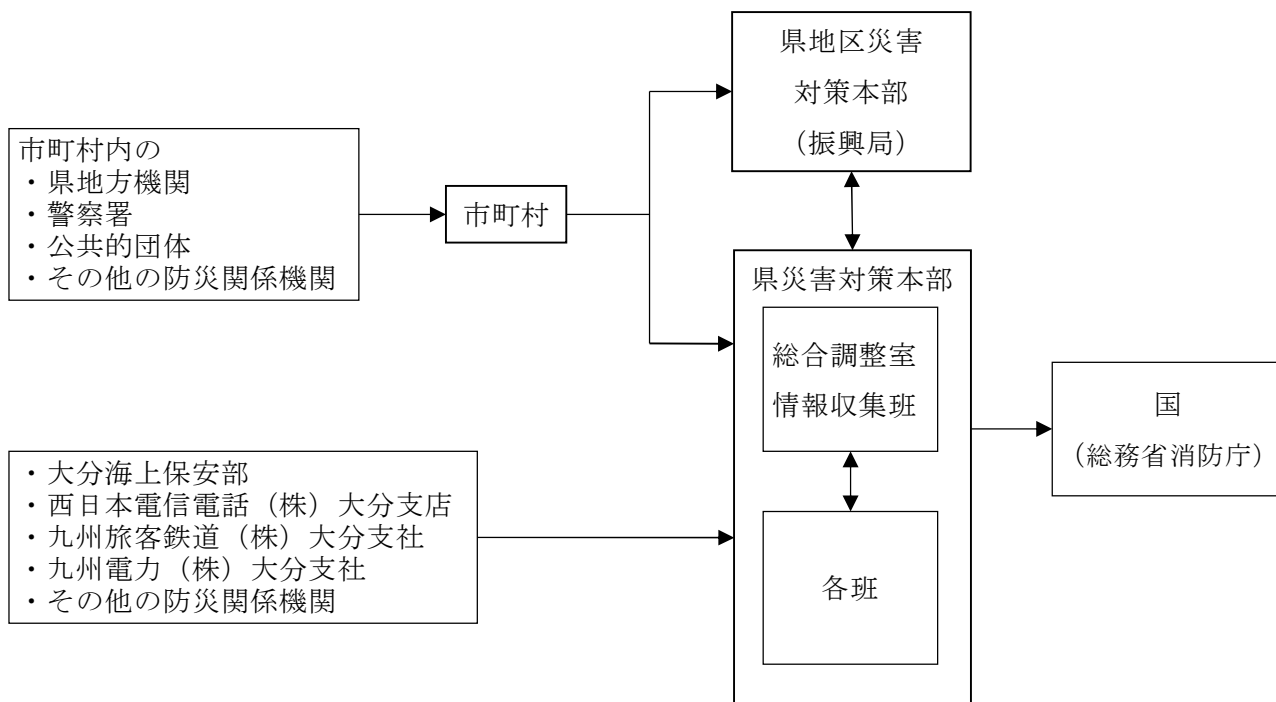 市町村内の
・県地方機関
・警察署
・公共的団体
・その他の防災関係機関
市町村
県地区災害
対策本部
（振興局）
県災害対策本部
総合調整室
情報収集班
各班
国
（総務省消防庁）
・大分海上保安部
・西日本電信電話（株）大分支店
・九州旅客鉄道（株）大分支社
・九州電力（株）大分支社
・その他の防災関係機関